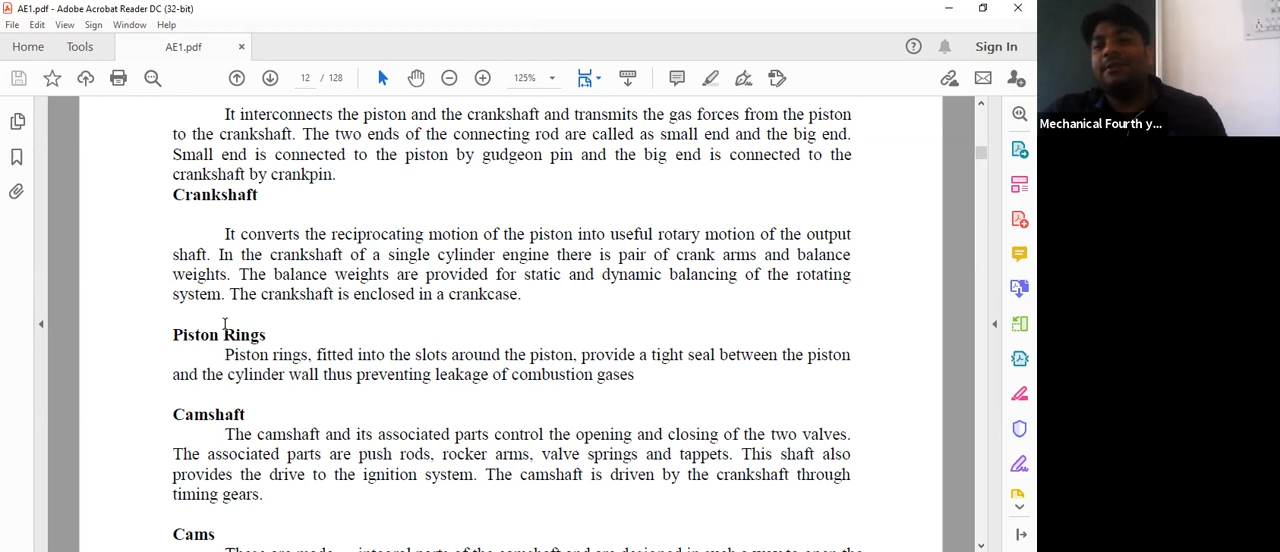 AE1.pdf - Adobe Acrobat Reader DC (32-bit)
File Edit View Sign Window Help
Home Tools AE1.pdf × Sign In
12 / 128 125%
It interconnects the piston and the crankshaft and transmits the gas forces from the piston
to the crankshaft. The two ends of the connecting rod are called as small end and the big end.
Small end is connected to the piston by gudgeon pin and the big end is connected to the
crankshaft by crankpin.
Crankshaft
It converts the reciprocating motion of the piston into useful rotary motion of the output
shaft. In the crankshaft of a single cylinder engine there is pair of crank arms and balance
weights. The balance weights are provided for static and dynamic balancing of the rotating
system. The crankshaft is enclosed in a crankcase.
Piston Rings
Piston rings, fitted into the slots around the piston, provide a tight seal between the piston
and the cylinder wall thus preventing leakage of combustion gases
Camshaft
The camshaft and its associated parts control the opening and closing of the two valves.
The associated parts are push rods, rocker arms, valve springs and tappets. This shaft also
provides the drive to the ignition system. The camshaft is driven by the crankshaft through
timing gears.
Cams
Mechanical Fourth y...